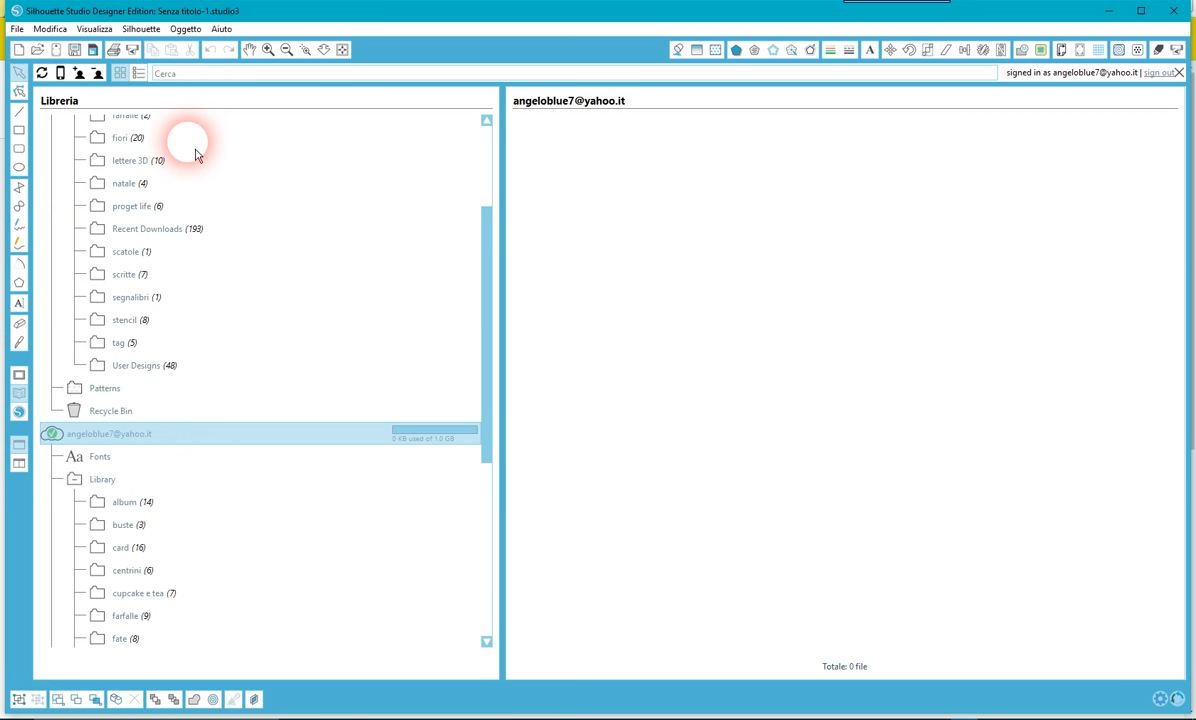 Silhouette Studio Designer Edition: Senza titolo-1.studio3
File Modifica Visualizza Silhouette Oggetto Aiuto
Cerca
signed in as angeloblue7@yahoo.it | sign out
Libreria
angeloblue7@yahoo.it
farfalle (2)
fiori (20)
lettere 3D (10)
natale (4)
proget life (6)
Recent Downloads (193)
scatole (1)
scritte (7)
segnalibri (1)
stencil (8)
tag (5)
User Designs (48)
Patterns
Recycle Bin
angeloblue7@yahoo.it
0 KB used of 1.0 GB
Aa Fonts
Library
album (14)
buste (3)
card (16)
centrini (6)
cupcake e tea (7)
farfalle (9)
fate (8)
Totale: 0 file